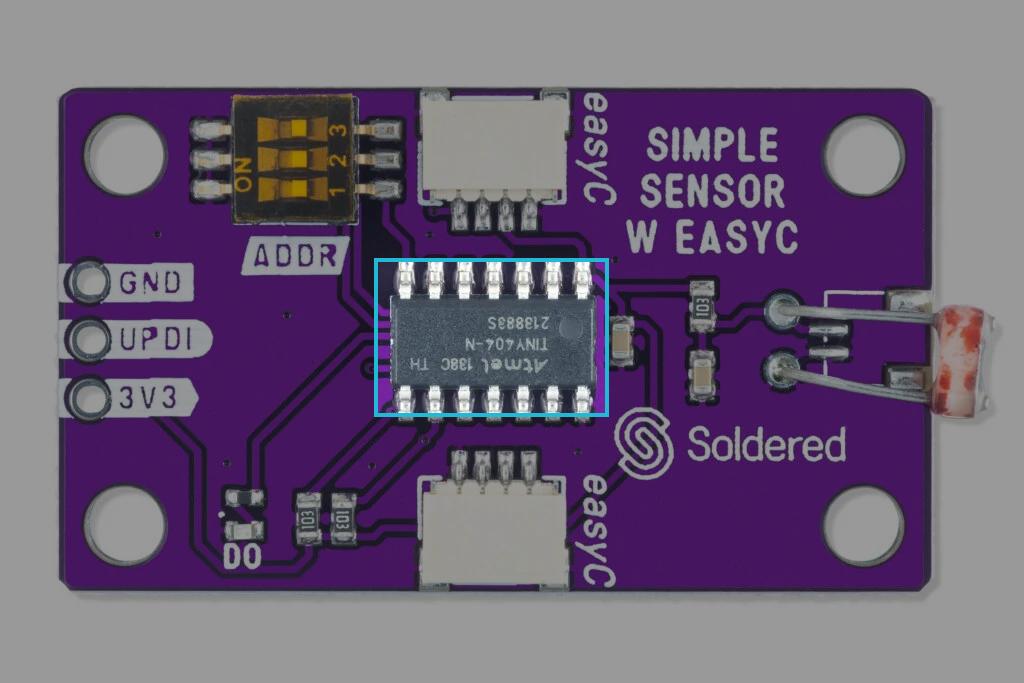 ON
1 2 3
ADDR
easyC
SIMPLE
SENSOR
W EASYC
GND
UPDI
3V3
Atmel 138C TH
TINY404-N
213883S
103
Soldered
103
103
DO
easyC